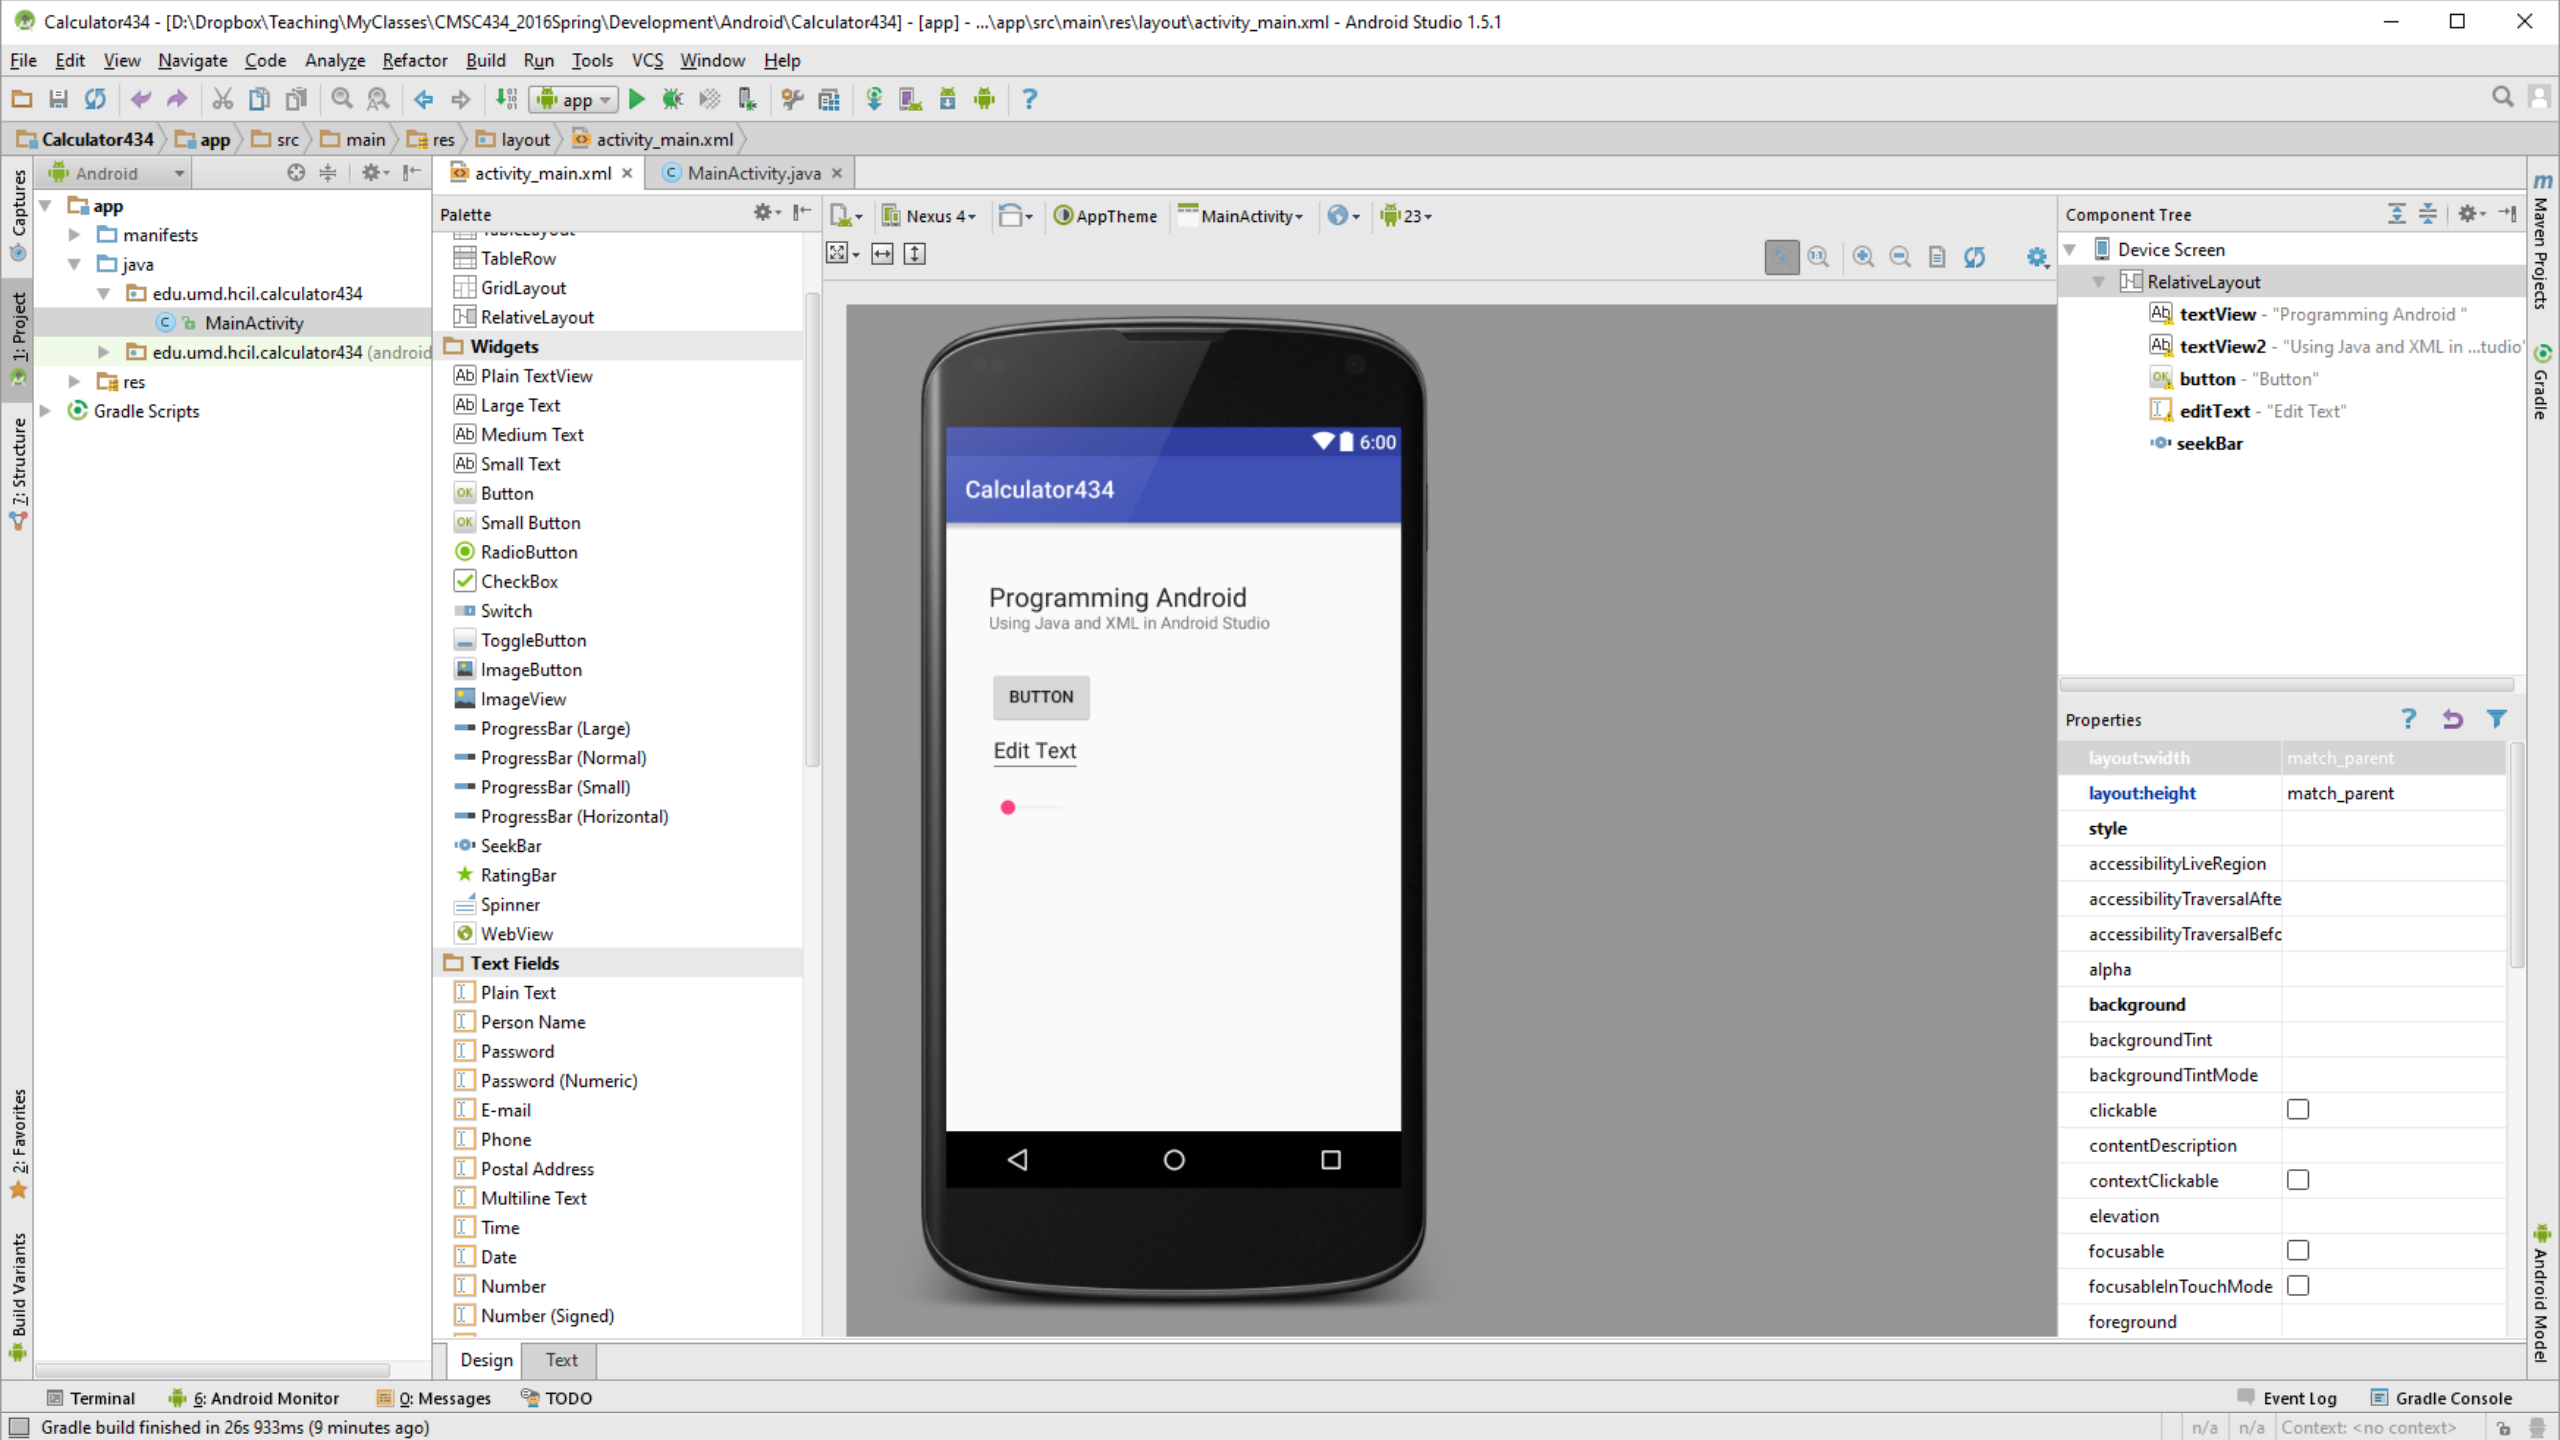 Calculator434 - [D:\Dropbox\Teaching\MyClasses\CMSC434_2016Spring\Development\Android\Calculator434] - [app] - ...\app\src\main\res\layout\activity_main.xml - Android Studio 1.5.1
File Edit View Navigate Code Analyze Refactor Build Run Tools VCS Window Help
app
Calculator434 app src main res layout activity_main.xml
Captures
1: Project
7: Structure
2: Favorites
Build Variants
Android
app
manifests
java
edu.umd.hcil.calculator434
MainActivity
edu.umd.hcil.calculator434 (android
res
Gradle Scripts
activity_main.xml MainActivity.java
Palette
TableLayout
TableRow
GridLayout
RelativeLayout
Widgets
Plain TextView
Large Text
Medium Text
Small Text
Button
Small Button
RadioButton
CheckBox
Switch
ToggleButton
ImageButton
ImageView
ProgressBar (Large)
ProgressBar (Normal)
ProgressBar (Small)
ProgressBar (Horizontal)
SeekBar
RatingBar
Spinner
WebView
Text Fields
Plain Text
Person Name
Password
Password (Numeric)
E-mail
Phone
Postal Address
Multiline Text
Time
Date
Number
Number (Signed)
Nexus 4 AppTheme MainActivity 23
6:00
Calculator434
Programming Android
Using Java and XML in Android Studio
BUTTON
Edit Text
Design Text
Component Tree
Device Screen
RelativeLayout
textView - "Programming Android "
textView2 - "Using Java and XML in ...tudio"
button - "Button"
editText - "Edit Text"
seekBar
Properties
layout:width match_parent
layout:height match_parent
style
accessibilityLiveRegion
accessibilityTraversalAfte
accessibilityTraversalBefo
alpha
background
backgroundTint
backgroundTintMode
clickable
contentDescription
contextClickable
elevation
focusable
focusableInTouchMode
foreground
Maven Projects
Gradle
Android Model
Terminal 6: Android Monitor 0: Messages TODO Event Log Gradle Console
Gradle build finished in 26s 933ms (9 minutes ago) n/a n/a Context: <no context>